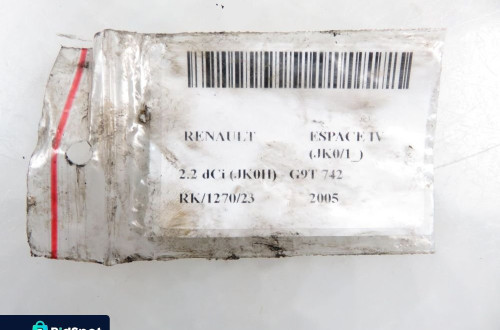 RENAULT ESPACE IV
(JK0/1_)
2.2 dCi (JK0H) G9T 742
RK/1270/23 2005